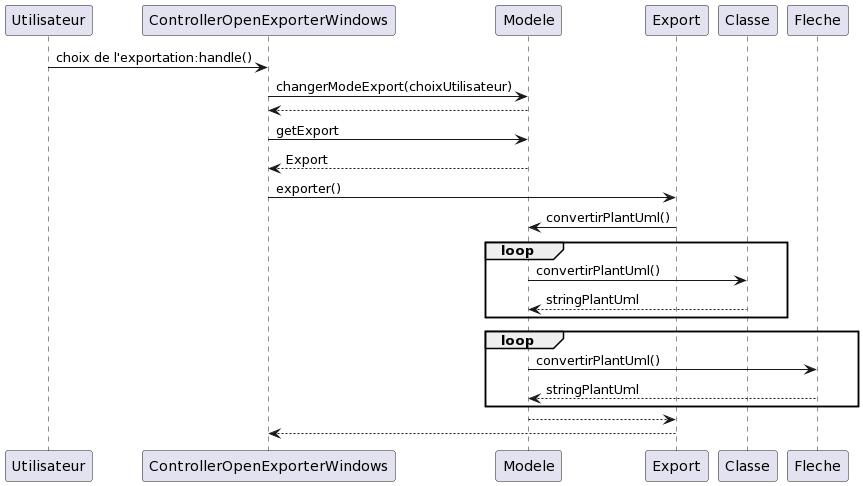 Utilisateur ControllerOpenExporterWindows Modele Export Classe Fleche
choix de l'exportation:handle()
changerModeExport(choixUtilisateur)
getExport
Export
exporter()
convertirPlantUml()
loop
convertirPlantUml()
stringPlantUml
loop
convertirPlantUml()
stringPlantUml
Utilisateur ControllerOpenExporterWindows Modele Export Classe Fleche